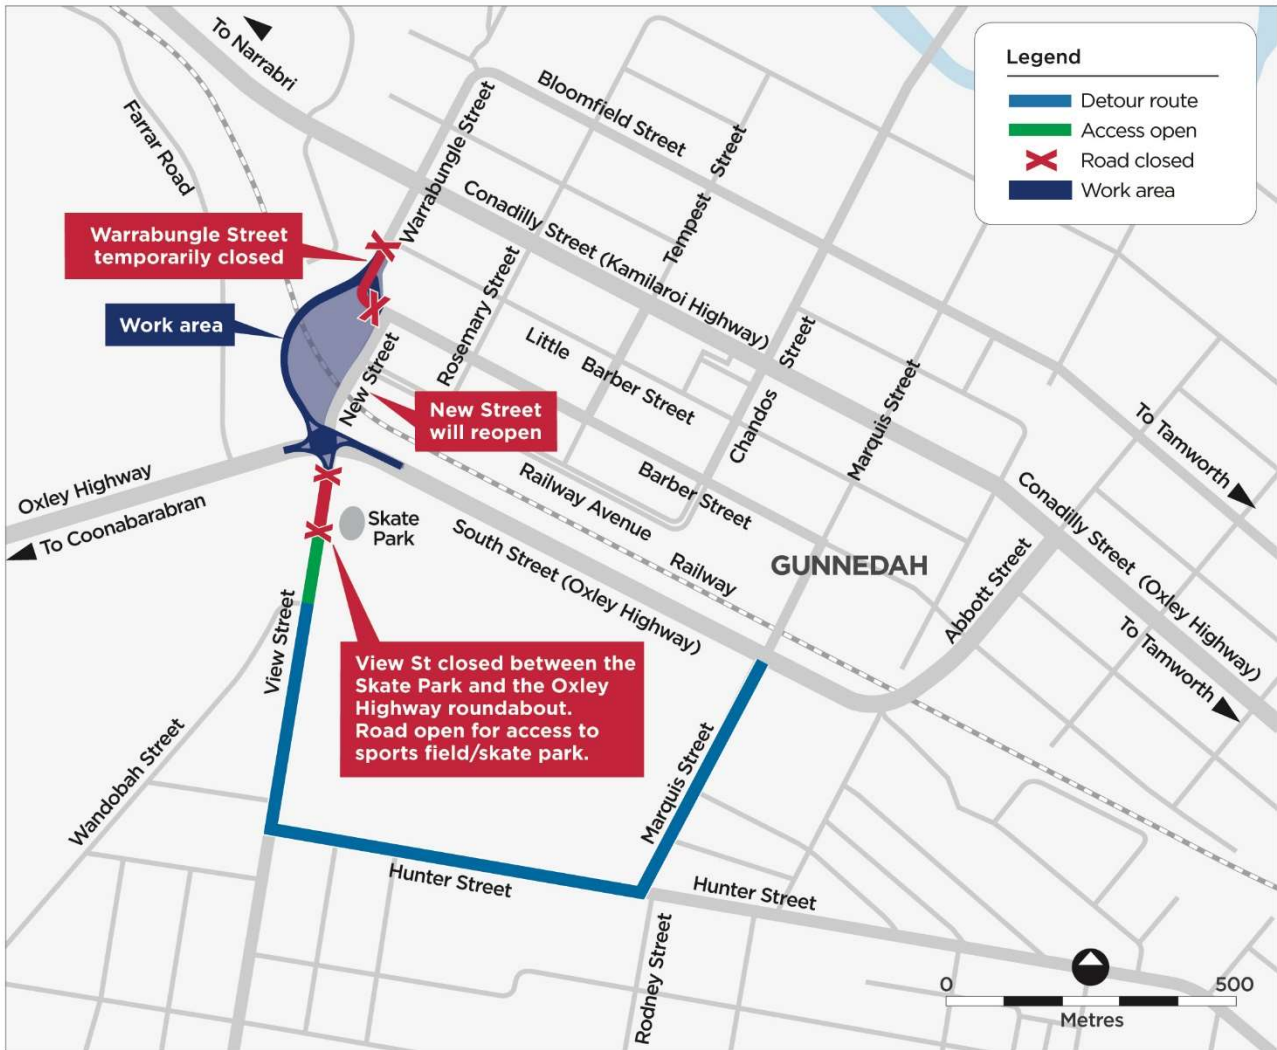 To Narrabri
Farrar Road
Warrabungle Street
Bloomfield Street
Tempest Street
Conadilly Street (Kamilaroi Highway)
Legend
Detour route
Access open
Road closed
Work area
Warrabungle Street
temporarily closed
Work area
New Street
Rosemary Street
Little Barber Street
Chandos Street
Marquis Street
New Street
will reopen
Barber Street
Railway Avenue
Railway
To Tamworth
Conadilly Street (Oxley Highway)
To Tamworth
Oxley Highway
To Coonabarabran
Skate
Park
South Street (Oxley Highway)
GUNNEDAH
Abbott Street
View Street
View St closed between the
Skate Park and the Oxley
Highway roundabout.
Road open for access to
sports field/skate park.
Wandobah Street
Marquis Street
Hunter Street
Hunter Street
Rodney Street
0 500
Metres